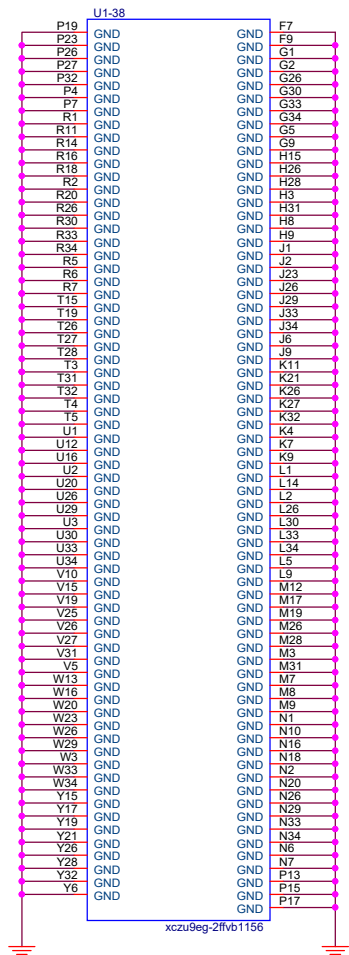 U1-38
P19 GND GND F7
P23 GND GND F9
P26 GND GND G1
P27 GND GND G2
P32 GND GND G26
P4 GND GND G30
P7 GND GND G33
R1 GND GND G34
R11 GND GND G5
R14 GND GND G9
R16 GND GND H15
R18 GND GND H26
R2 GND GND H28
R20 GND GND H3
R26 GND GND H31
R30 GND GND H8
R33 GND GND H9
R34 GND GND J1
R5 GND GND J2
R6 GND GND J23
R7 GND GND J26
T15 GND GND J29
T19 GND GND J33
T26 GND GND J34
T27 GND GND J6
T28 GND GND J9
T3 GND GND K11
T31 GND GND K21
T32 GND GND K26
T4 GND GND K27
T5 GND GND K32
U1 GND GND K4
U12 GND GND K7
U16 GND GND K9
U2 GND GND L1
U20 GND GND L14
U26 GND GND L2
U29 GND GND L26
U3 GND GND L30
U30 GND GND L33
U33 GND GND L34
U34 GND GND L5
V10 GND GND L9
V15 GND GND M12
V19 GND GND M17
V25 GND GND M19
V26 GND GND M26
V27 GND GND M28
V31 GND GND M3
V5 GND GND M31
W13 GND GND M7
W16 GND GND M8
W20 GND GND M9
W23 GND GND N1
W26 GND GND N10
W29 GND GND N16
W3 GND GND N18
W33 GND GND N2
W34 GND GND N20
Y15 GND GND N26
Y17 GND GND N29
Y19 GND GND N33
Y21 GND GND N34
Y26 GND GND N6
Y28 GND GND N7
Y32 GND GND P13
Y6 GND GND P15
GND P17
xczu9eg-2ffvb1156